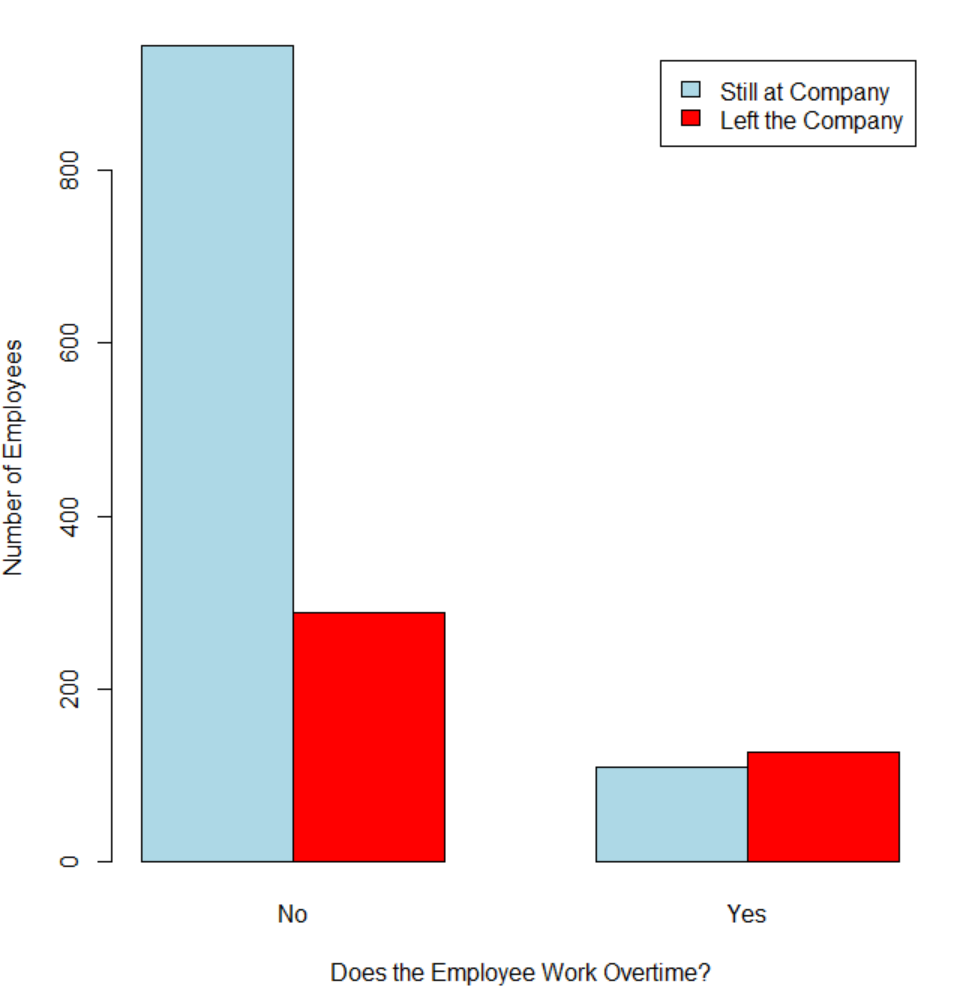 Still at Company
Left the Company
Number of Employees
800
600
400
200
0
No
Yes
Does the Employee Work Overtime?